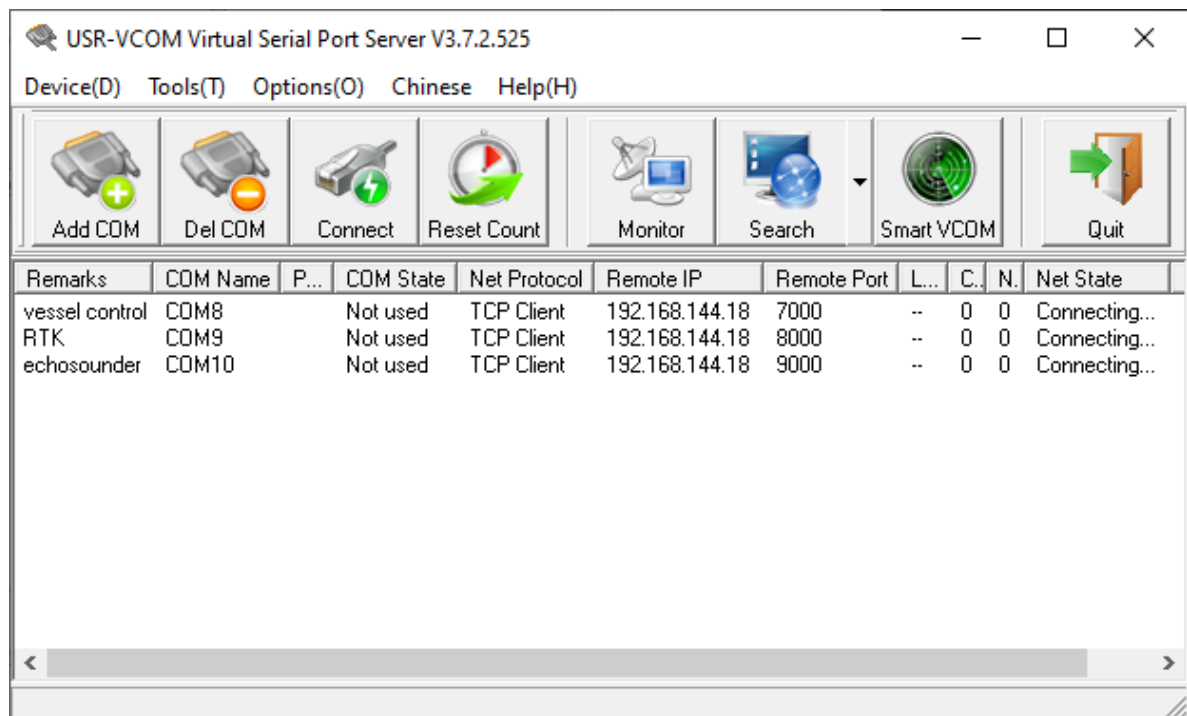 USR-VCOM Virtual Serial Port Server V3.7.2.525
Device(D) Tools(T) Options(O) Chinese Help(H)
Add COM Del COM Connect Reset Count Monitor Search Smart VCOM Quit
Remarks COM Name P... COM State Net Protocol Remote IP Remote Port L... C.. N. Net State
vessel control COM8 Not used TCP Client 192.168.144.18 7000 -- 0 0 Connecting...
RTK COM9 Not used TCP Client 192.168.144.18 8000 -- 0 0 Connecting...
echosounder COM10 Not used TCP Client 192.168.144.18 9000 -- 0 0 Connecting...